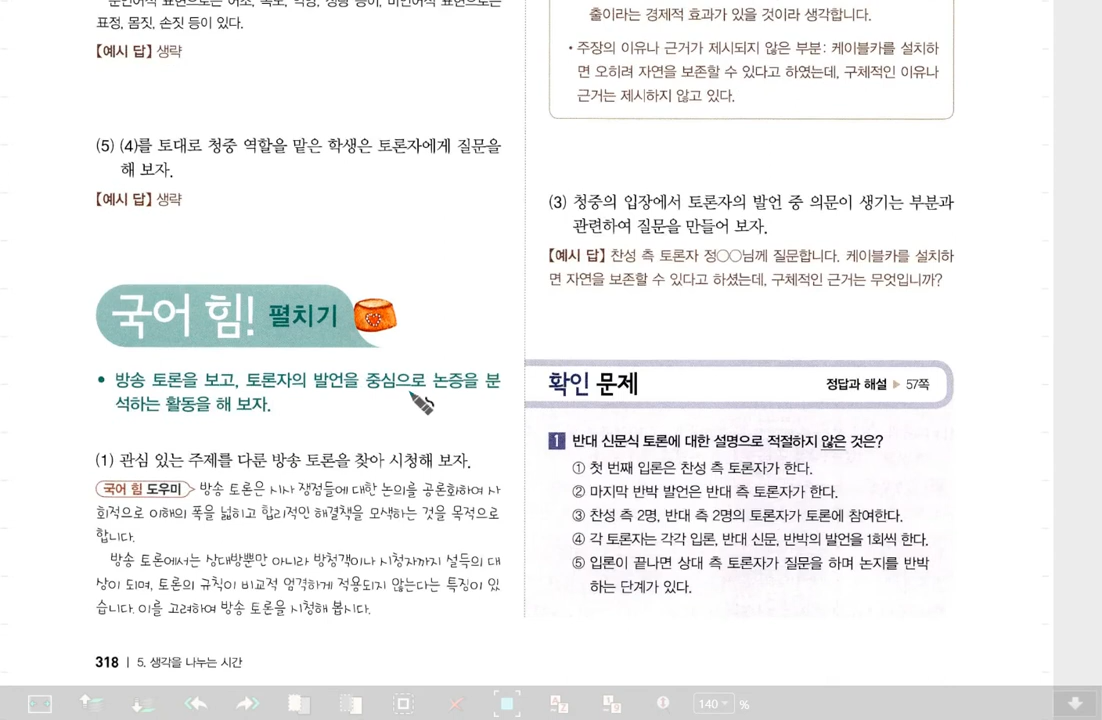 표정, 몸짓, 손짓 등이 있다.
【예시 답】 생략
(5) (4)를 토대로 청중 역할을 맡은 학생은 토론자에게 질문을
해 보자.
【예시 답】 생략
국어 힘! 펼치기
• 방송 토론을 보고, 토론자의 발언을 중심으로 논증을 분
석하는 활동을 해 보자.
(1) 관심 있는 주제를 다룬 방송 토론을 찾아 시청해 보자.
국어 힘 도우미 방송 토론은 시사 쟁점들에 대한 논의를 공론화하여 사
회적으로 이해의 폭을 넓히고 합리적인 해결책을 모색하는 것을 목적으로
합니다.
방송 토론에서는 상대방뿐만 아니라 방청객이나 시청자까지 설득의 대
상이 되며, 토론의 규칙이 비교적 엄격하게 적용되지 않는다는 특징이 있
습니다. 이를 고려하여 방송 토론을 시청해 봅시다.
318 | 5. 생각을 나누는 시간
출이라는 경제적 효과가 있을 것이라 생각합니다.
• 주장의 이유나 근거가 제시되지 않은 부분: 케이블카를 설치하
면 오히려 자연을 보존할 수 있다고 하였는데, 구체적인 이유나
근거는 제시하지 않고 있다.
(3) 청중의 입장에서 토론자의 발언 중 의문이 생기는 부분과
관련하여 질문을 만들어 보자.
【예시 답】 찬성 측 토론자 정○○님께 질문합니다. 케이블카를 설치하
면 자연을 보존할 수 있다고 하셨는데, 구체적인 근거는 무엇입니까?
확인 문제
정답과 해설 ▶ 57쪽
1 반대 신문식 토론에 대한 설명으로 적절하지 않은 것은?
① 첫 번째 입론은 찬성 측 토론자가 한다.
② 마지막 반박 발언은 반대 측 토론자가 한다.
③ 찬성 측 2명, 반대 측 2명의 토론자가 토론에 참여한다.
④ 각 토론자는 각각 입론, 반대 신문, 반박의 발언을 1회씩 한다.
⑤ 입론이 끝나면 상대 측 토론자가 질문을 하며 논지를 반박
하는 단계가 있다.
140 %